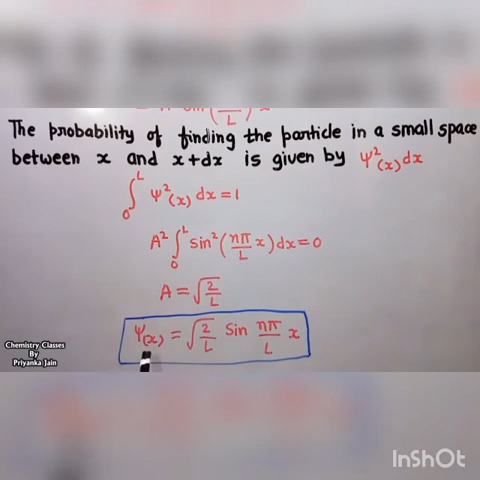 = A sin(π/L)x
The probability of finding the particle in a small space
between x and x+dx is given by ψ²(x)dx
∫₀ᴸ ψ²(x) dx = 1
A² ∫₀ᴸ sin² (nπ/L x) dx = 0
A = √2/L
ψ(x) = √2/L Sin nπ/L x
Chemistry Classes
By
Priyanka Jain
InShOt